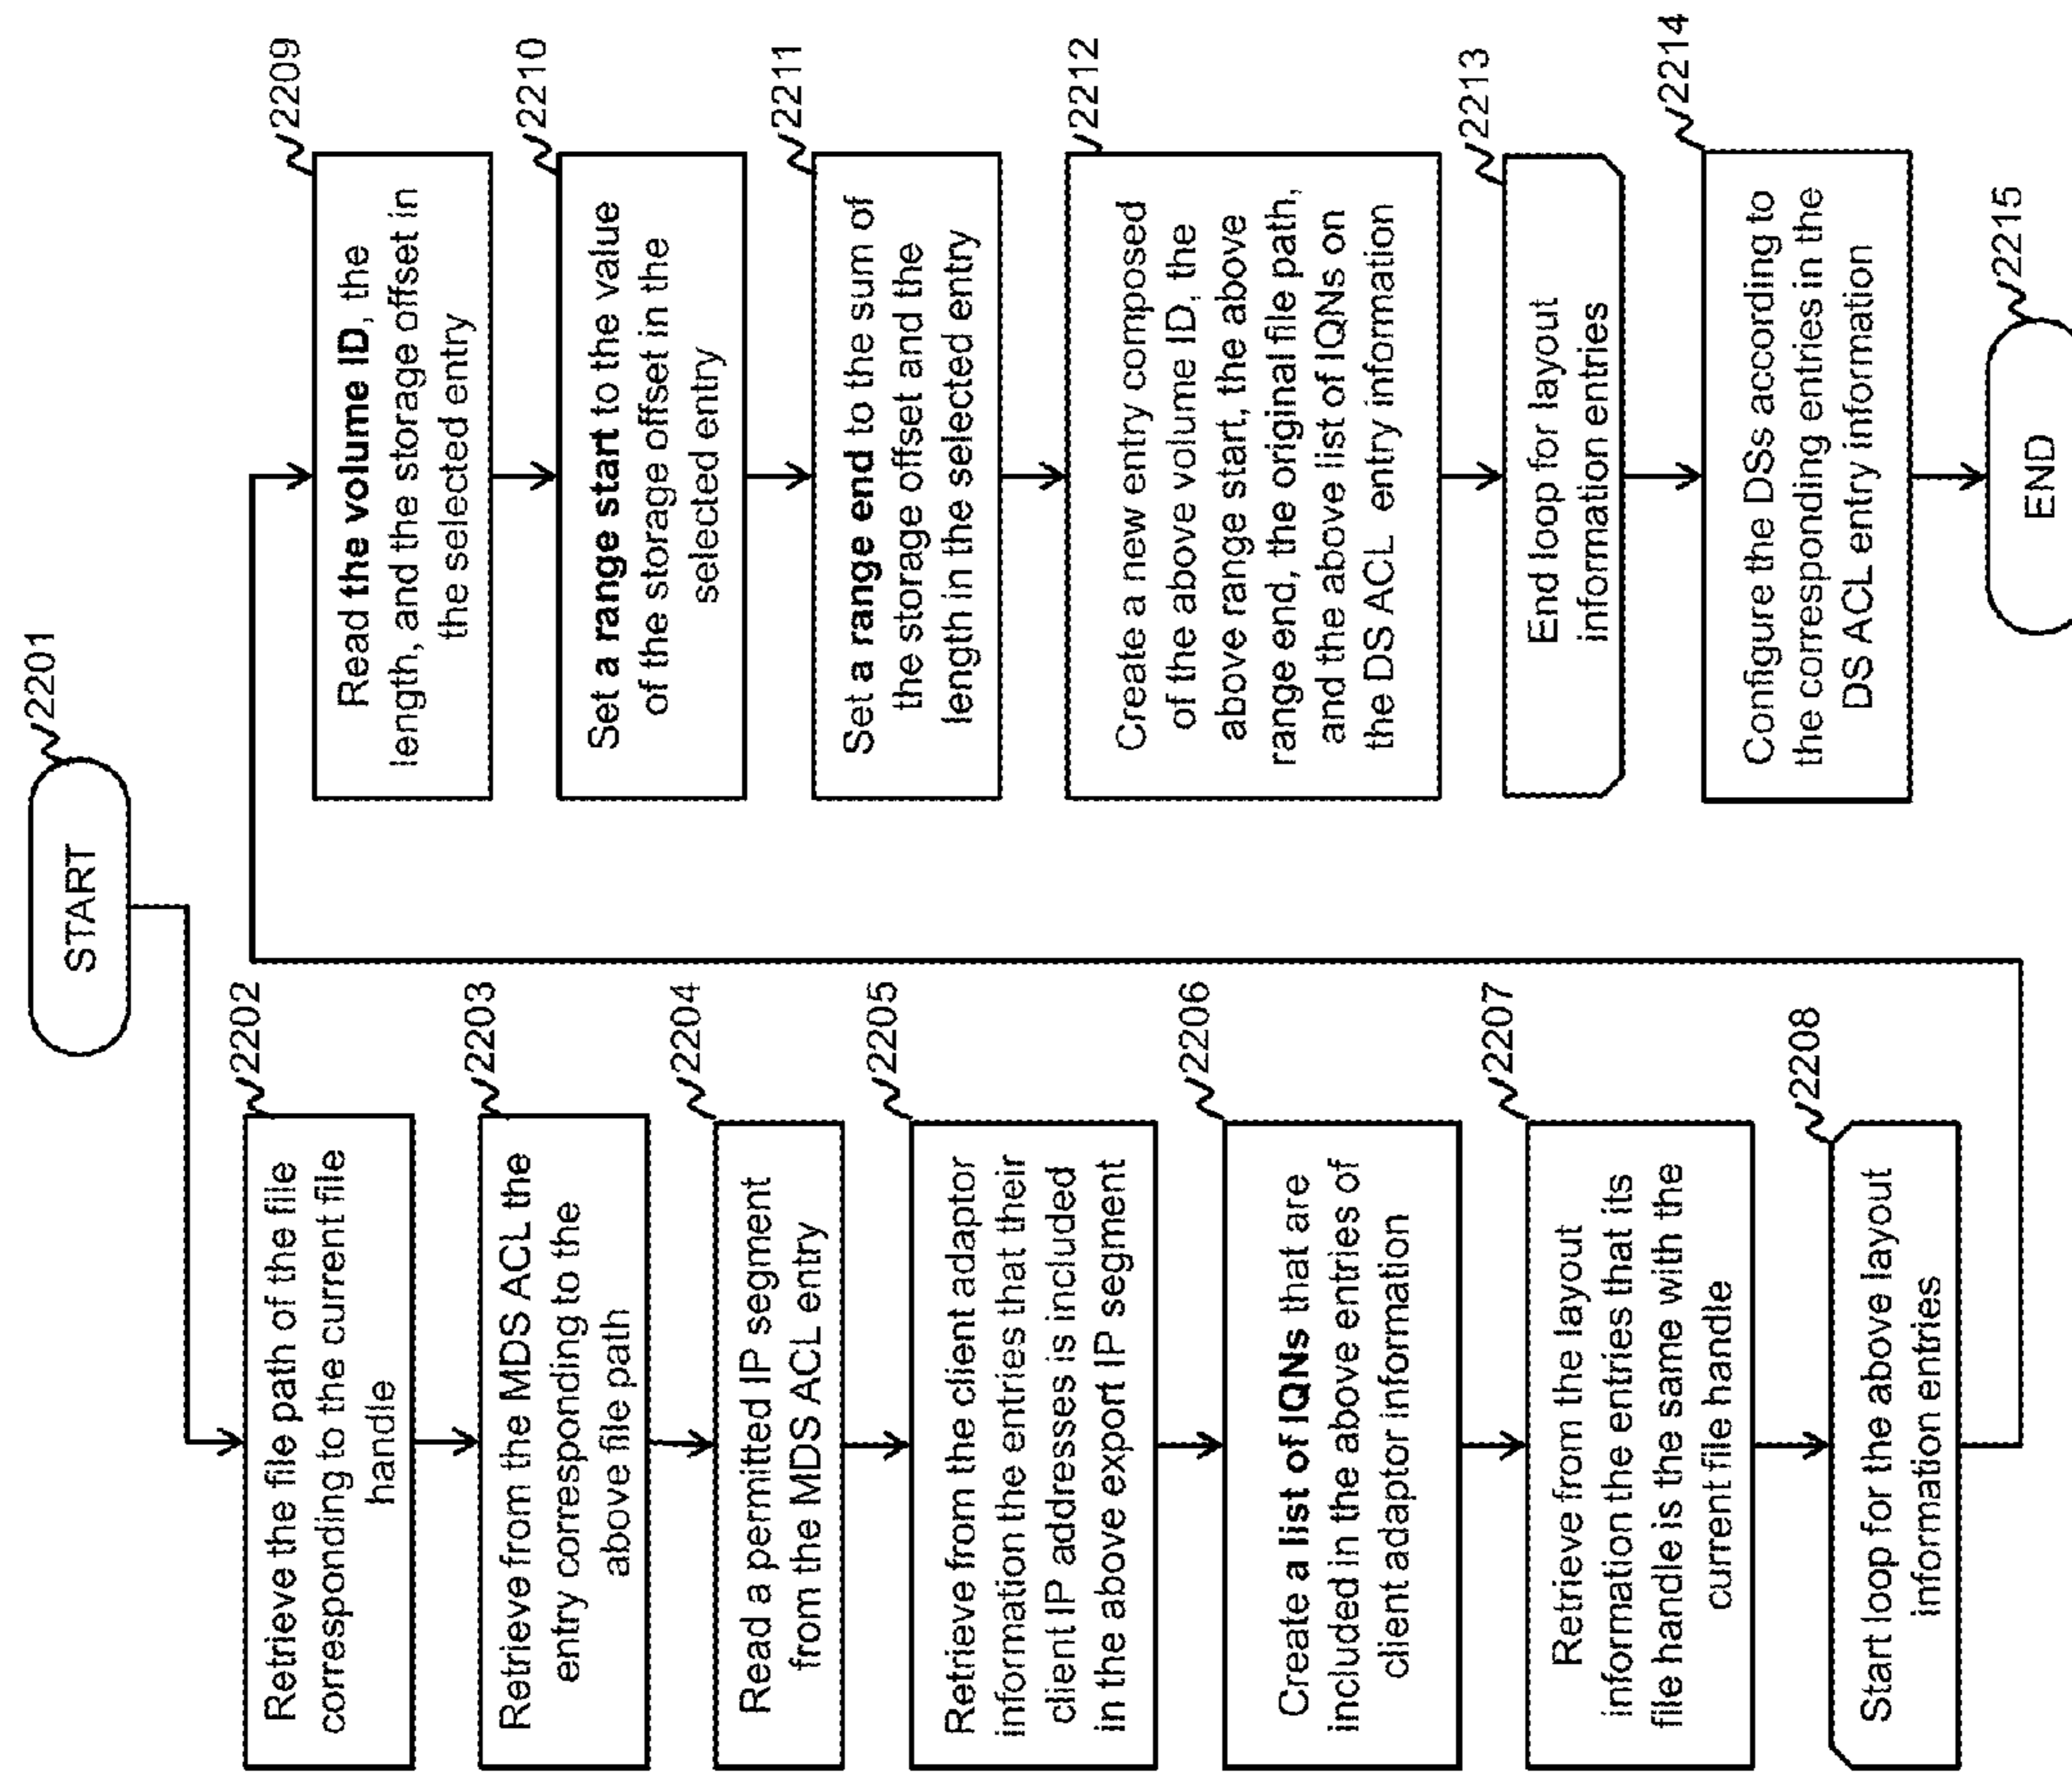 START
2201
2202
Retrieve the file path of the file
corresponding to the current file
handle
2203
Retrieve from the MDS ACL the
entry corresponding to the
above file path
2204
Read a permitted IP segment
from the MDS ACL entry
2205
Retrieve from the client adaptor
information the entries that their
client IP addresses is included
in the above export IP segment
2206
Create a list of IQNs that are
included in the above entries of
client adaptor information
2207
Retrieve from the layout
information the entries that its
file handle is the same with the
current file handle
2208
Start loop for the above layout
information entries
2209
Read the volume ID, the
length, and the storage offset in
the selected entry
2210
Set a range start to the value
of the storage offset in the
selected entry
2211
Set a range end to the sum of
the storage offset and the
length in the selected entry
2212
Create a new entry composed
of the above volume ID, the
above range start, the above
range end, the original file path,
and the above list of IQNs on
the DS ACL entry information
2213
End loop for layout
information entries
2214
Configure the DSs according to
the corresponding entries in the
DS ACL entry information
2215
END